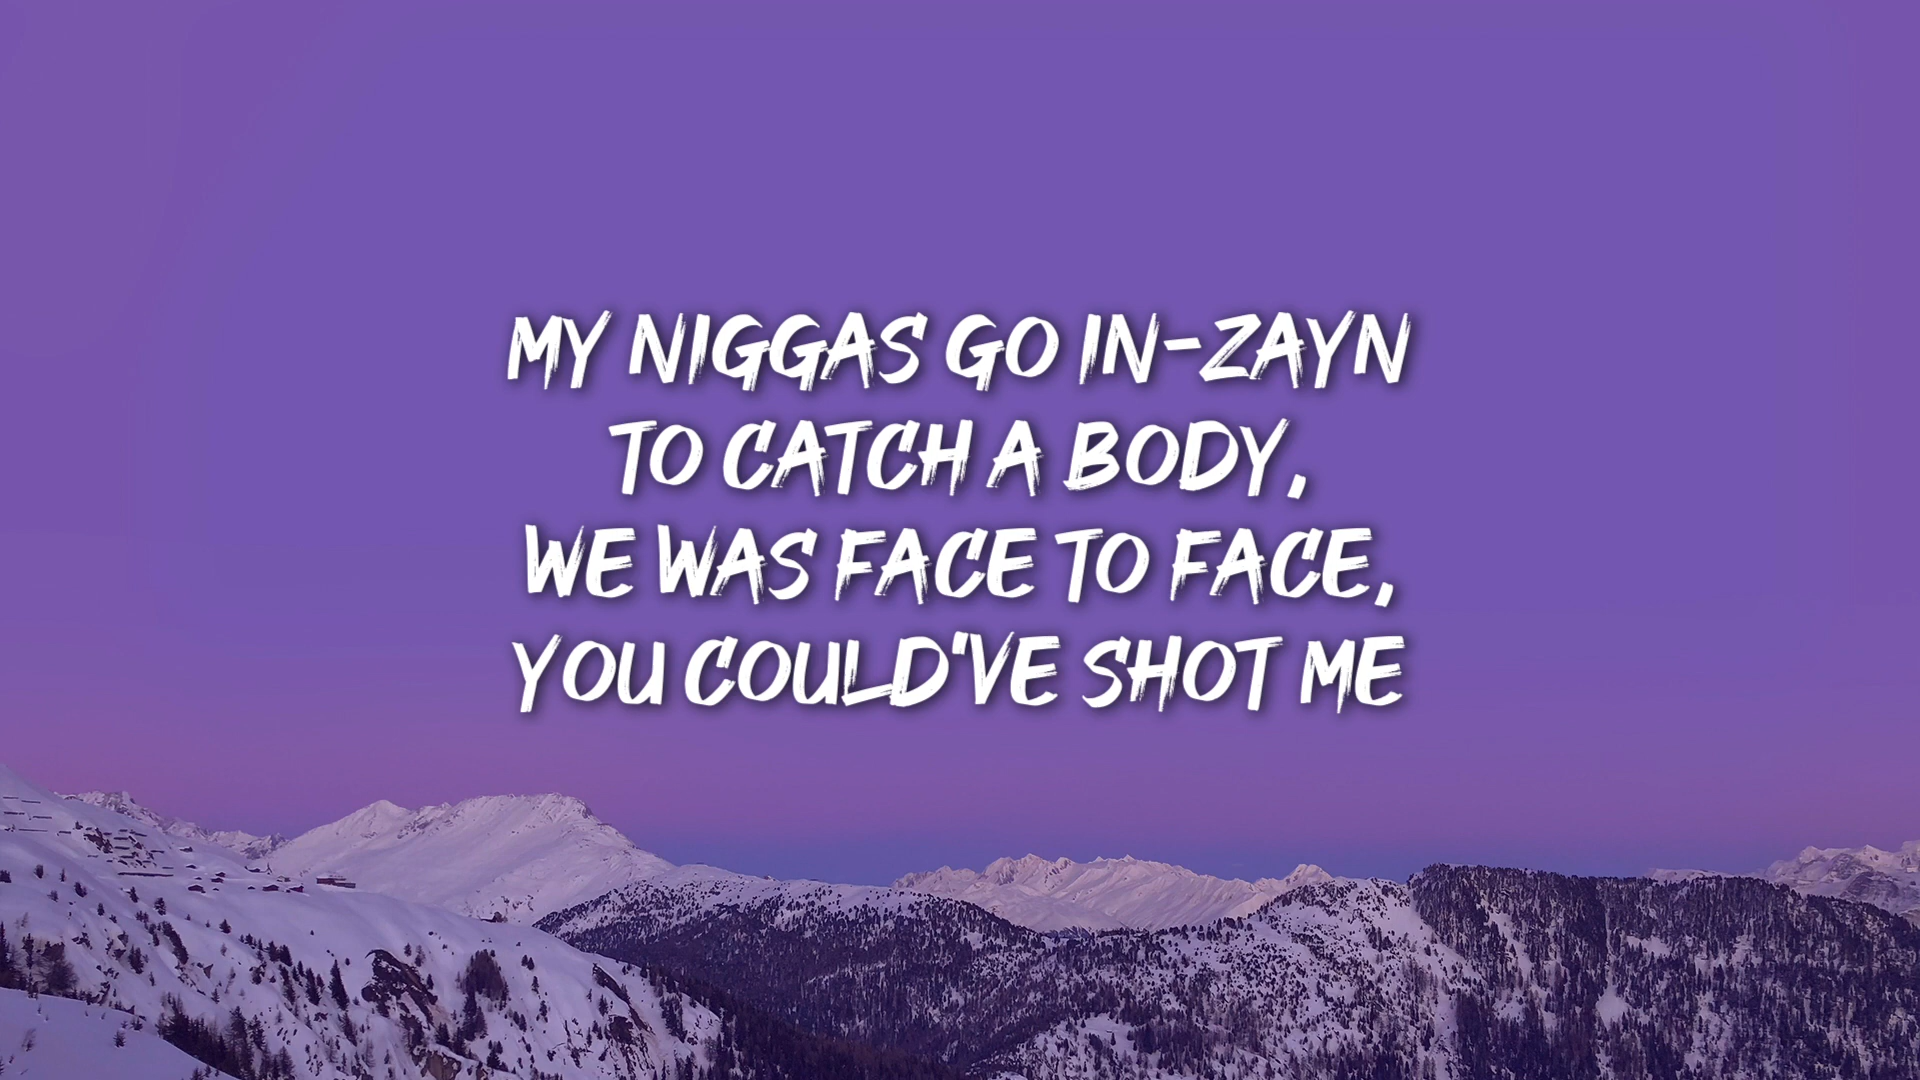 MY NIGGAS GO IN-ZAYN
TO CATCH A BODY,
WE WAS FACE TO FACE,
YOU COULD'VE SHOT ME